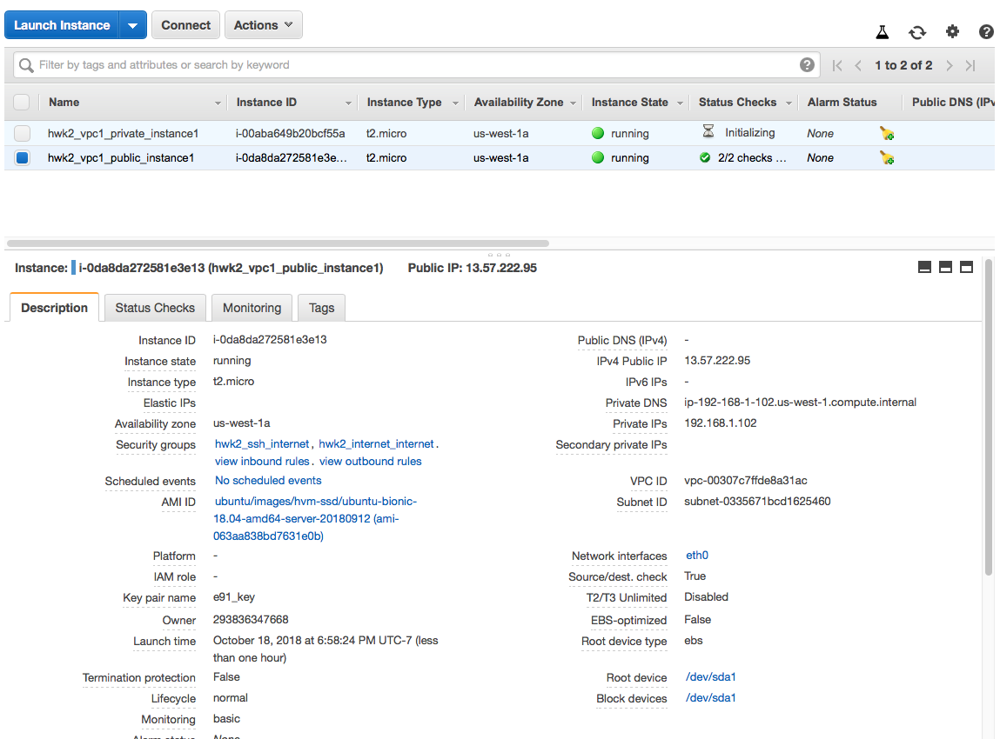 Launch Instance Connect Actions
Filter by tags and attributes or search by keyword 1 to 2 of 2
Name Instance ID Instance Type Availability Zone Instance State Status Checks Alarm Status Public DNS (IPv
hwk2_vpc1_private_instance1 i-00aba649b20bcf55a t2.micro us-west-1a running Initializing None
hwk2_vpc1_public_instance1 i-0da8da272581e3e... t2.micro us-west-1a running 2/2 checks ... None
Instance: i-0da8da272581e3e13 (hwk2_vpc1_public_instance1) Public IP: 13.57.222.95
Description Status Checks Monitoring Tags
Instance ID i-0da8da272581e3e13 Public DNS (IPv4) -
Instance state running IPv4 Public IP 13.57.222.95
Instance type t2.micro IPv6 IPs -
Elastic IPs Private DNS ip-192-168-1-102.us-west-1.compute.internal
Availability zone us-west-1a Private IPs 192.168.1.102
Security groups hwk2_ssh_internet, hwk2_internet_internet. Secondary private IPs
view inbound rules. view outbound rules
Scheduled events No scheduled events VPC ID vpc-00307c7ffde8a31ac
AMI ID ubuntu/images/hvm-ssd/ubuntu-bionic- Subnet ID subnet-0335671bcd1625460
18.04-amd64-server-20180912 (ami-
063aa838bd7631e0b)
Platform - Network interfaces eth0
IAM role - Source/dest. check True
Key pair name e91_key T2/T3 Unlimited Disabled
Owner 293836347668 EBS-optimized False
Launch time October 18, 2018 at 6:58:24 PM UTC-7 (less Root device type ebs
than one hour)
Termination protection False Root device /dev/sda1
Lifecycle normal Block devices /dev/sda1
Monitoring basic
Alarm status None